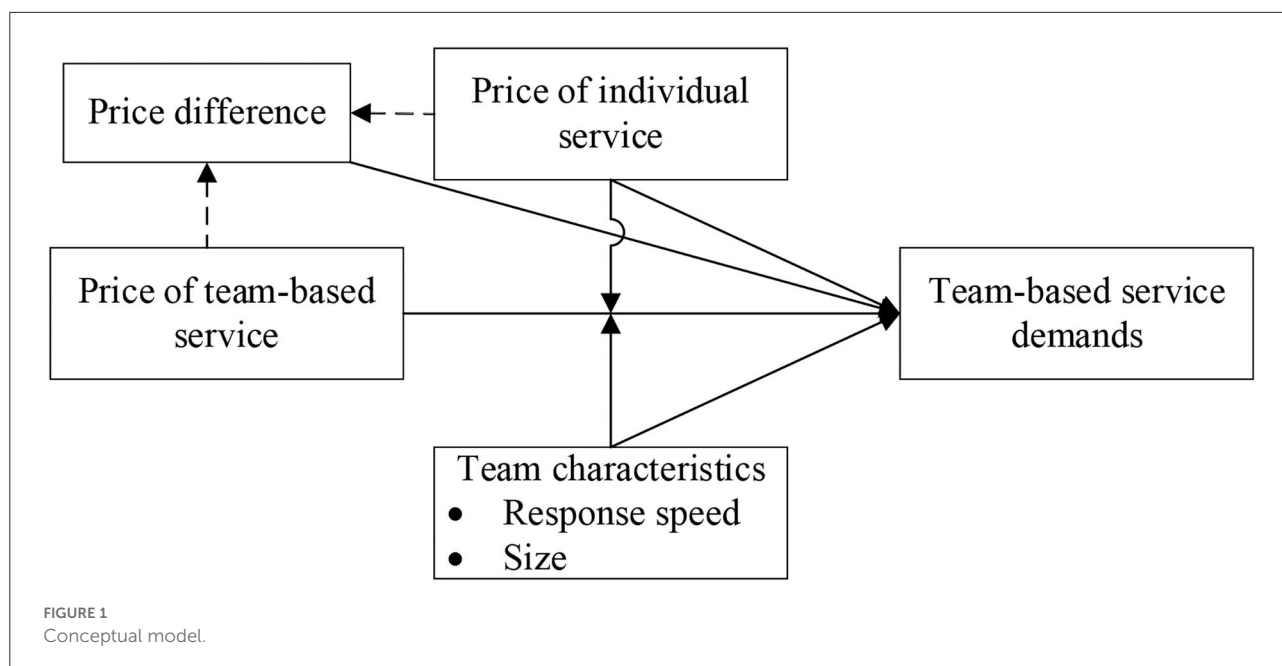 Price difference
Price of individual
service
Price of team-based
service
Team-based service
demands
Team characteristics
• Response speed
• Size
FIGURE 1
Conceptual model.